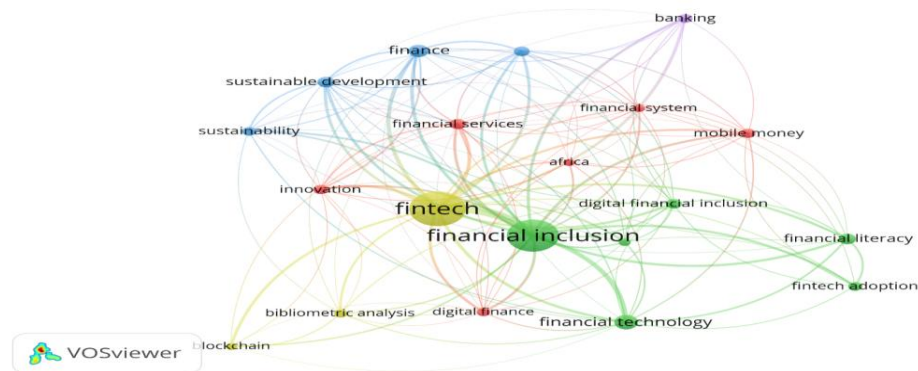 banking
finance
sustainable development
financial system
financial services
sustainability
mobile money
africa
innovation
digital financial inclusion
fintech
financial inclusion
financial literacy
fintech adoption
bibliometric analysis
digital finance
financial technology
blockchain
VOSviewer